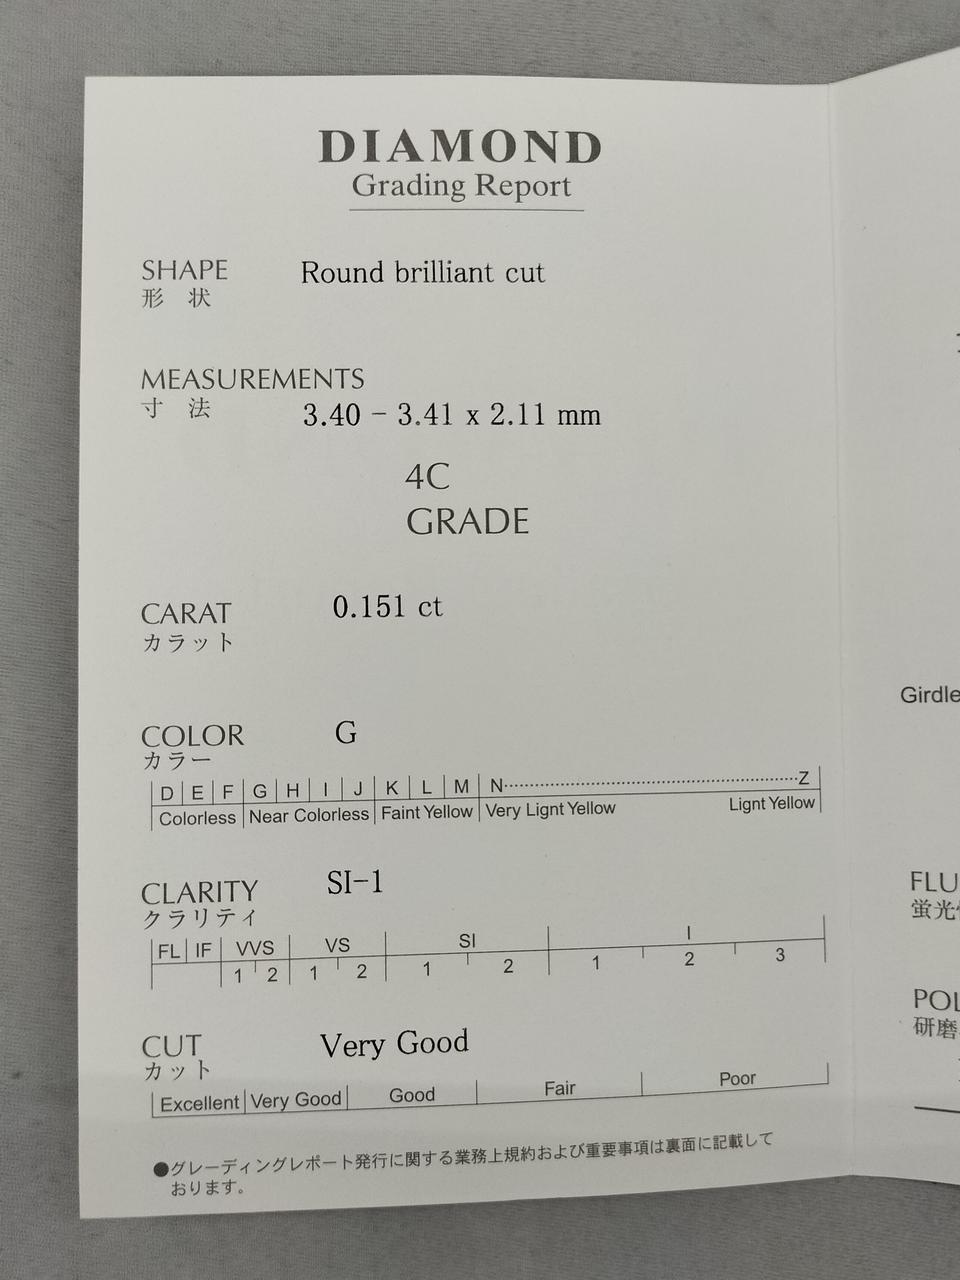 DIAMOND
Grading Report
SHAPE Round brilliant cut
形 状
MEASUREMENTS
寸 法 3.40 - 3.41 x 2.11 mm
4C
GRADE
CARAT 0.151 ct
カラット
COLOR G
カラー
D E F G H I J K L M N Z
Colorless Near Colorless Faint Yellow Very Lignt Yellow Lignt Yellow
CLARITY SI-1
クラリティ
FL IF VVS VS SI I
1 2 1 2 1 2 1 2 3
CUT Very Good
カット
Excellent Very Good Good Fair Poor
●グレーディングレポート発行に関する業務上規約および重要事項は裏面に記載して
おります。
Girdle
FLU
蛍光
POL
研磨